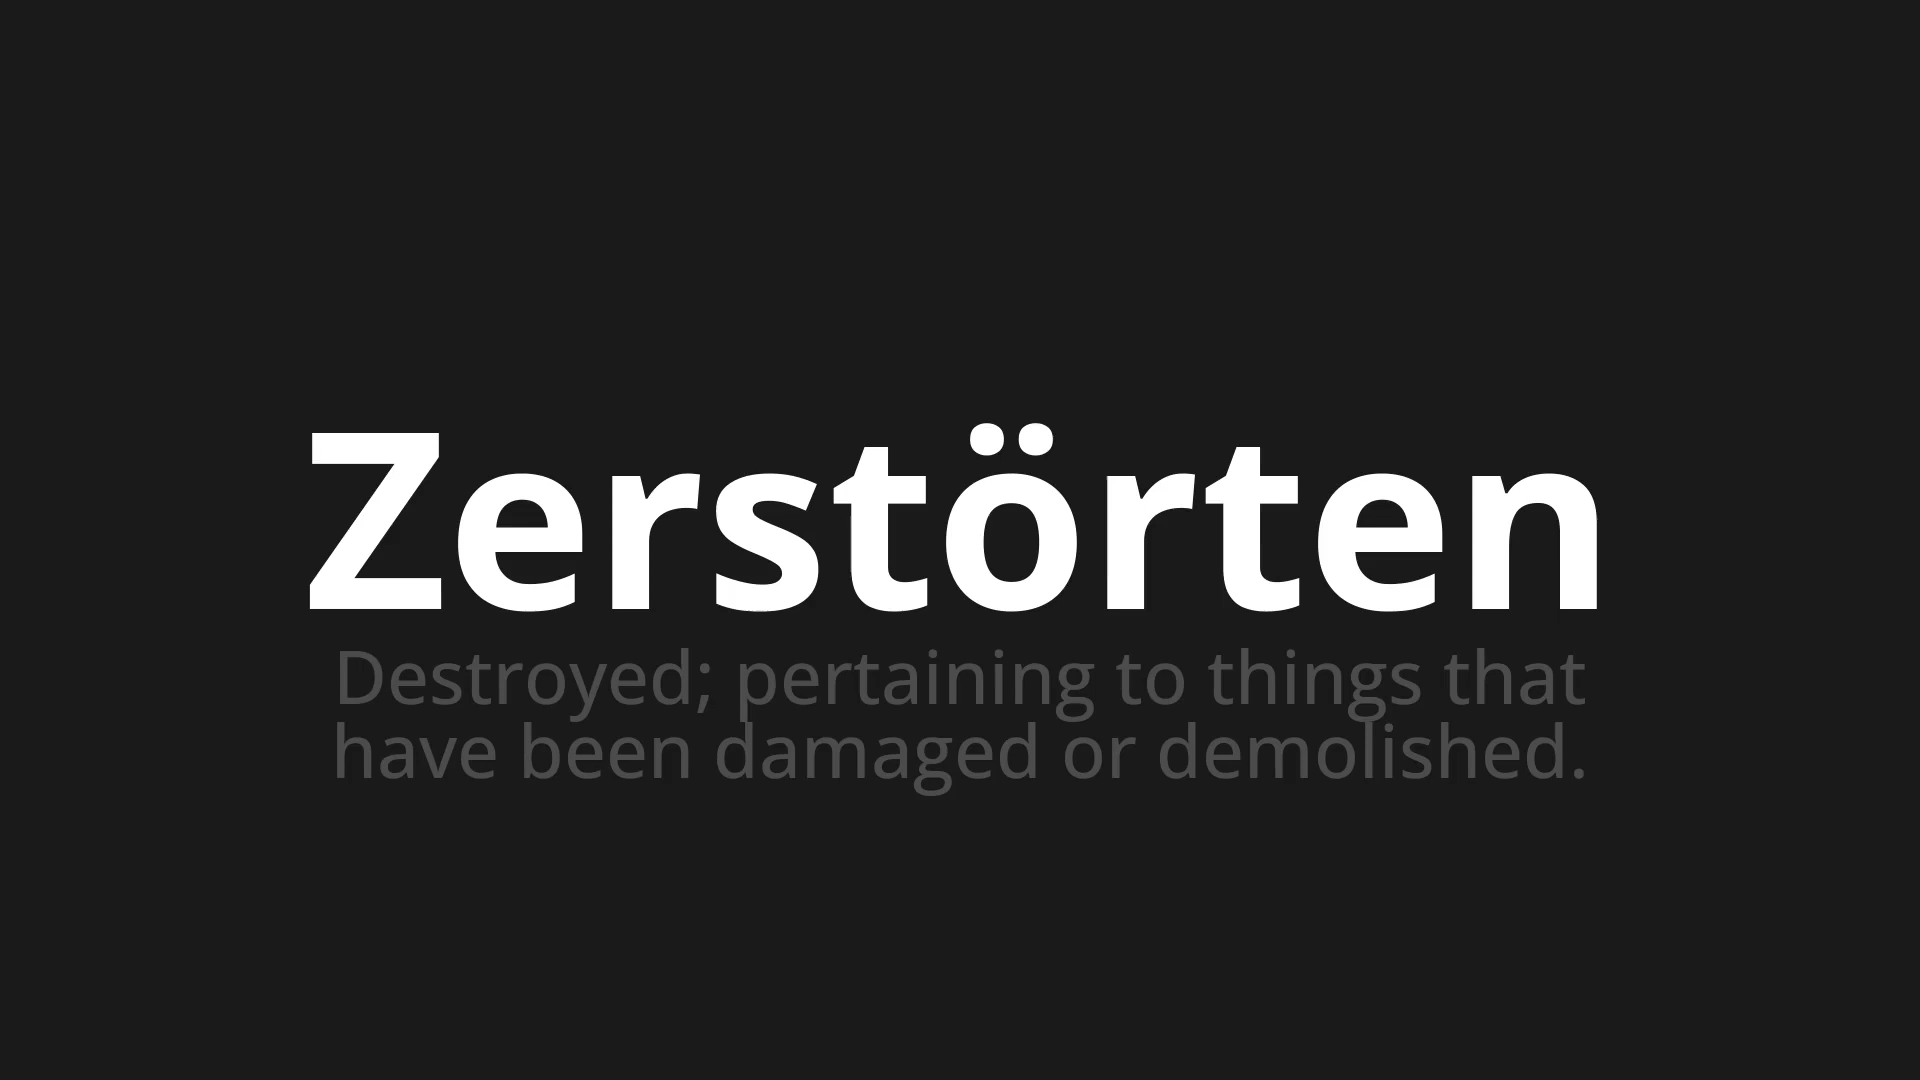 Zerstörten
Destroyed; pertaining to things that
have been damaged or demolished.